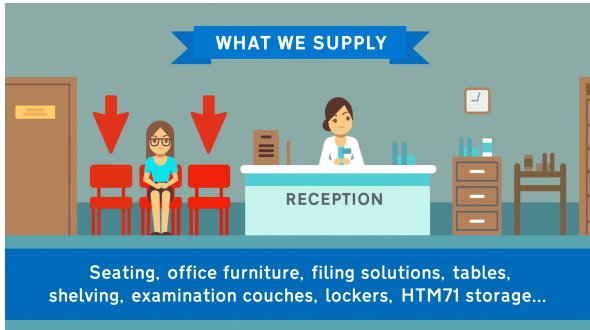 WHAT WE SUPPLY
RECEPTION
Seating, office furniture, filing solutions, tables,
shelving, examination couches, lockers, HTM71 storage...